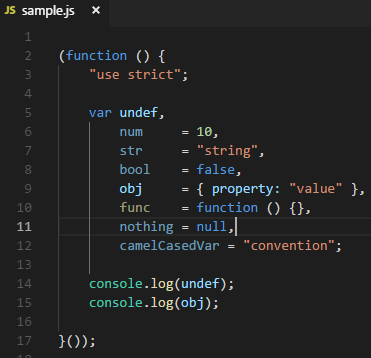 JS sample.js ×
1
2 (function () {
3     "use strict";
4
5     var undef,
6         num     = 10,
7         str     = "string",
8         bool    = false,
9         obj     = { property: "value" },
10         func    = function () {},
11         nothing = null,
12         camelCasedVar = "convention";
13
14     console.log(undef);
15     console.log(obj);
16
17 }());